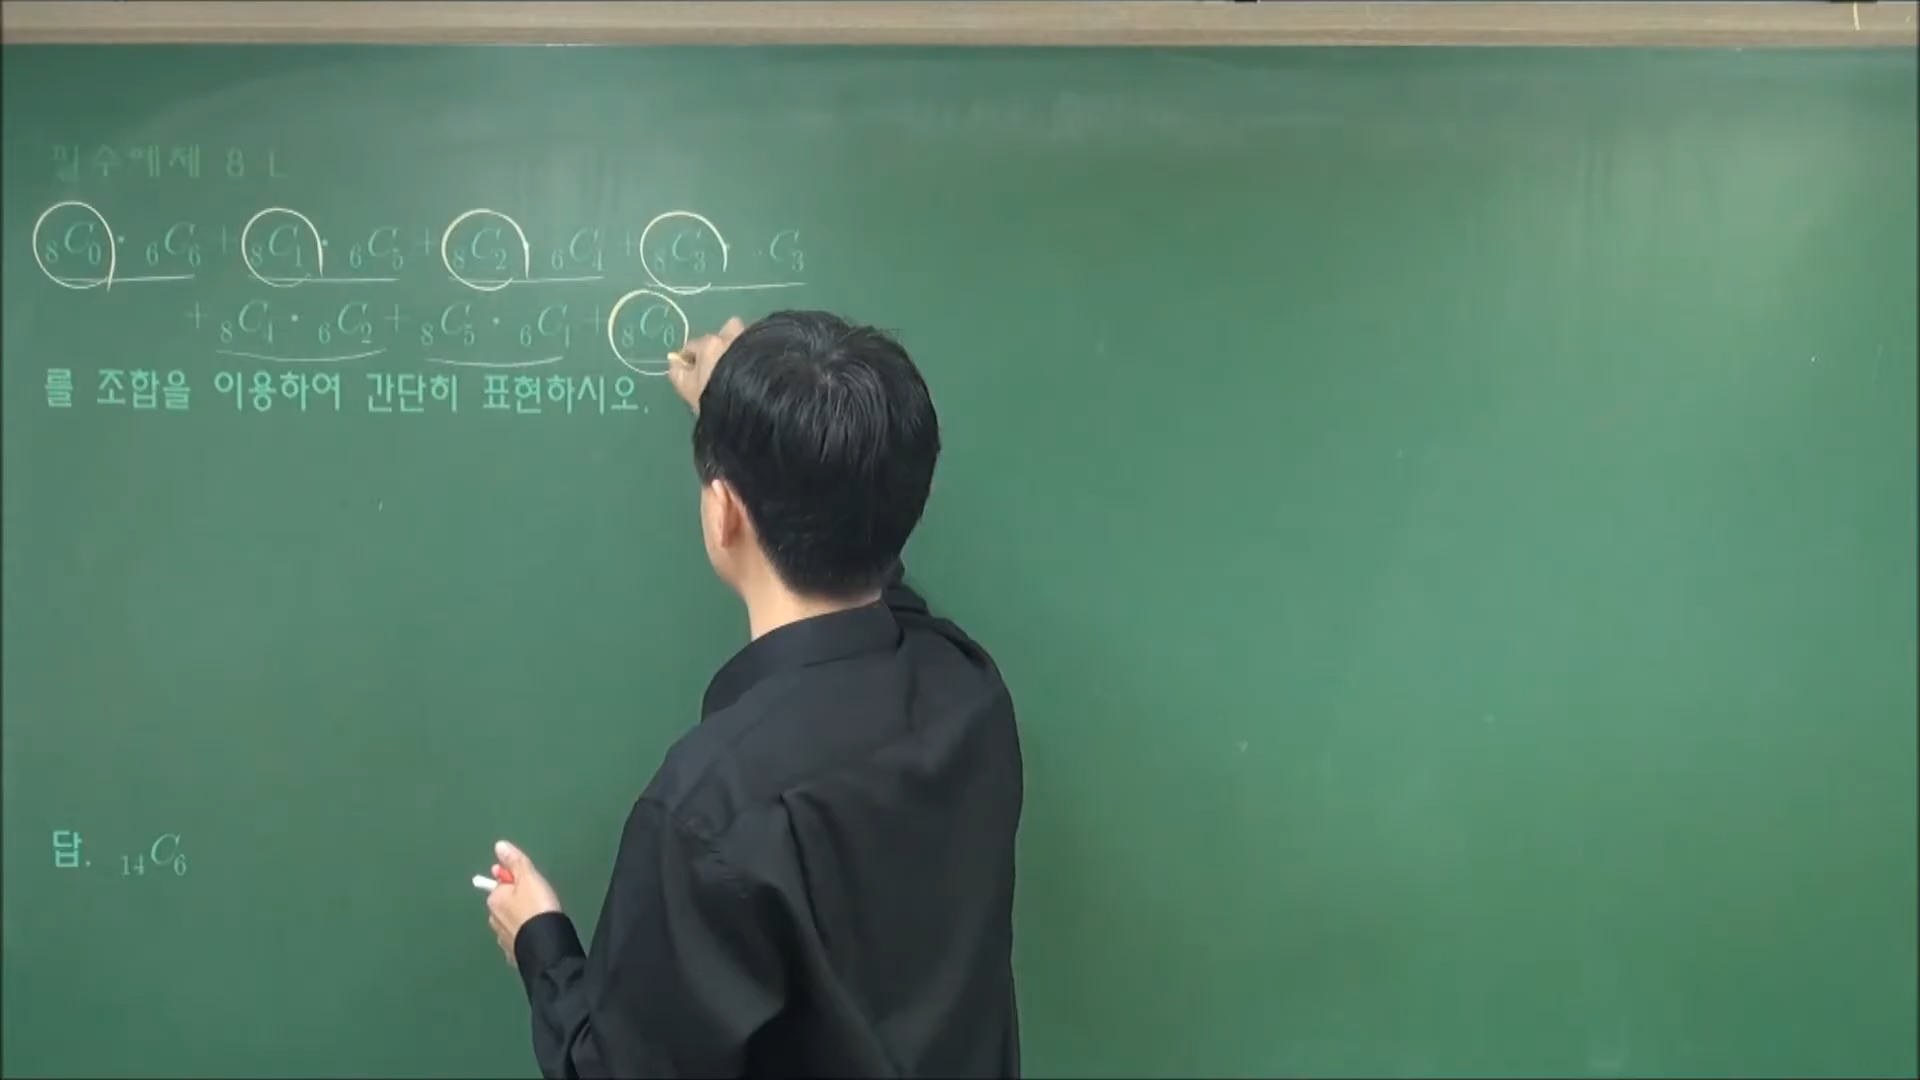 필수예제 8
₈C₀ · ₆C₆ + ₈C₁ · ₆C₅ + ₈C₂ · ₆C₄ + ₈C₃ · C₃
+ ₈C₄ · ₆C₂ + ₈C₅ · ₆C₁ + ₈C₆
를 조합을 이용하여 간단히 표현하시오.
답. ₁₄C₆